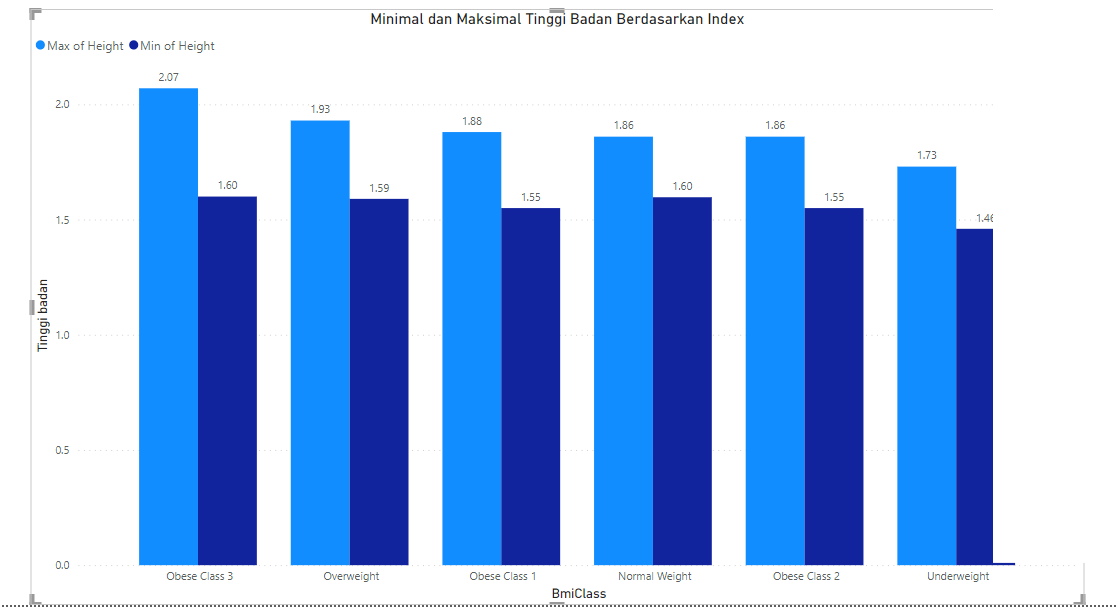 Minimal dan Maksimal Tinggi Badan Berdasarkan Index
Max of Height Min of Height
2.07 1.60 1.93 1.59 1.88 1.55 1.86 1.60 1.86 1.55 1.73 1.46
2.0
1.5
1.0
0.5
0.0
Tinggi badan
Obese Class 3 Overweight Obese Class 1 Normal Weight Obese Class 2 Underweight
BmiClass